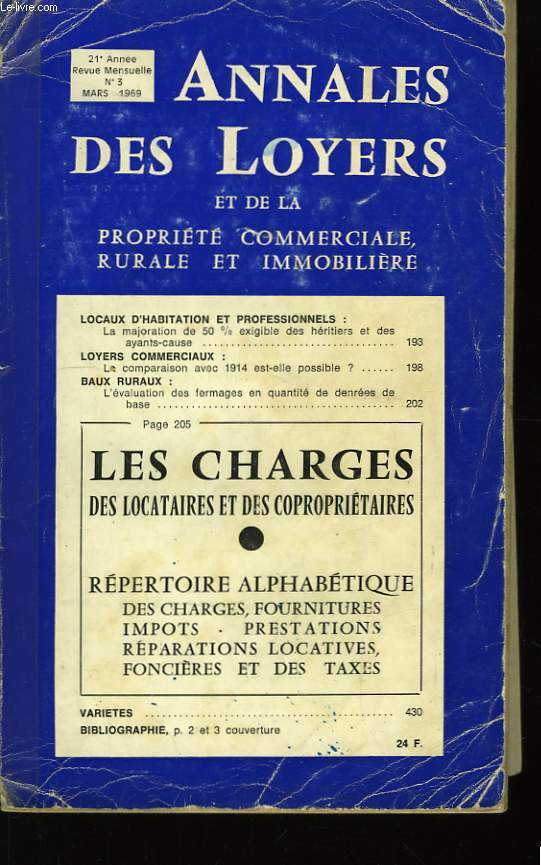 Le-livre.com
21e Année
Revue Mensuelle
N° 3
MARS 1969
ANNALES
DES LOYERS
ET DE LA
PROPRIÉTÉ COMMERCIALE,
RURALE ET IMMOBILIÈRE
LOCAUX D'HABITATION ET PROFESSIONNELS :
La majoration de 50 % exigible des héritiers et des
ayants-cause ........................................ 193
LOYERS COMMERCIAUX :
La comparaison avec 1914 est-elle possible ? ...... 198
BAUX RURAUX :
L'évaluation des fermages en quantité de denrées de
base ................................................ 202
Page 205
LES CHARGES
DES LOCATAIRES ET DES COPROPRIÉTAIRES
●
RÉPERTOIRE ALPHABÉTIQUE
DES CHARGES, FOURNITURES
IMPOTS - PRESTATIONS
RÉPARATIONS LOCATIVES,
FONCIÈRES ET DES TAXES
VARIETES ................................................ 430
BIBLIOGRAPHIE, p. 2 et 3 couverture
24 F.